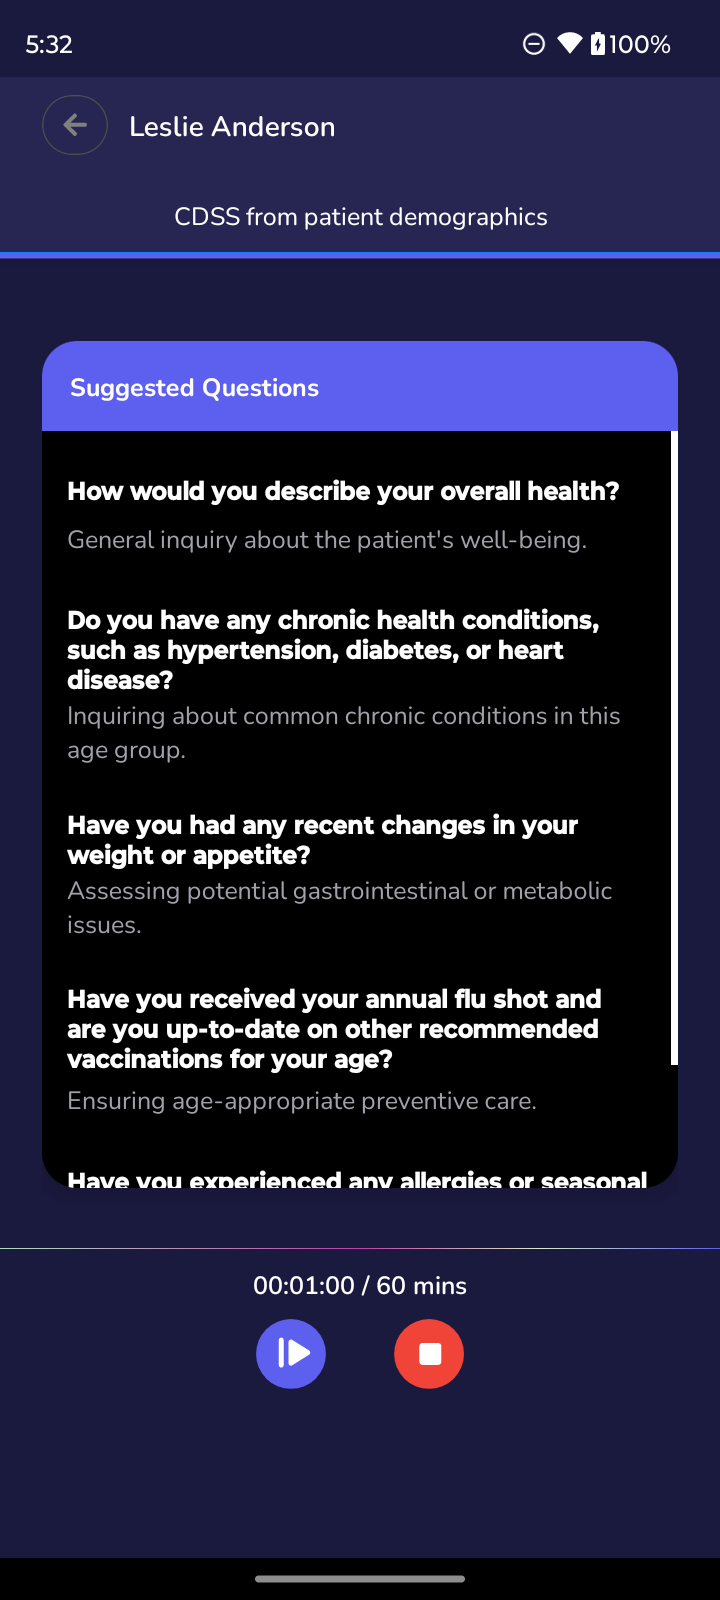 5:32
100%
Leslie Anderson
CDSS from patient demographics
Suggested Questions
How would you describe your overall health?
General inquiry about the patient's well-being.
Do you have any chronic health conditions,
such as hypertension, diabetes, or heart
disease?
Inquiring about common chronic conditions in this
age group.
Have you had any recent changes in your
weight or appetite?
Assessing potential gastrointestinal or metabolic
issues.
Have you received your annual flu shot and
are you up-to-date on other recommended
vaccinations for your age?
Ensuring age-appropriate preventive care.
Have you experienced any allergies or seasonal
00:01:00 / 60 mins